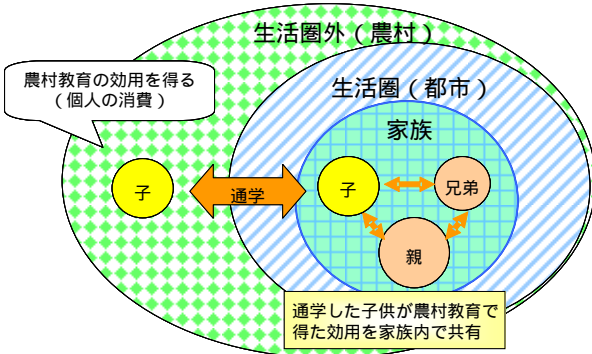 生活圏外(農村)
農村教育の効用を得る
(個人の消費)
生活圏(都市)
家族
子
通学
子
兄弟
親
通学した子供が農村教育で
得た効用を家族内で共有